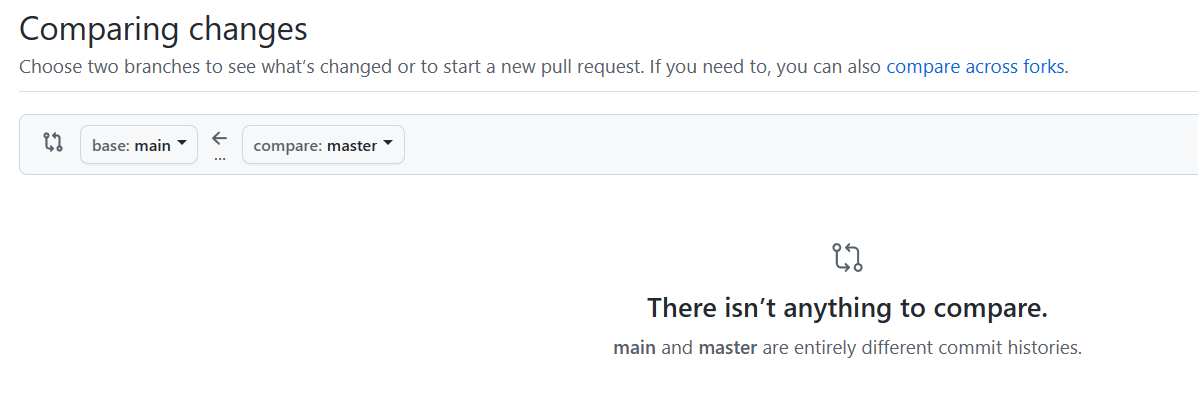 Comparing changes
Choose two branches to see what’s changed or to start a new pull request. If you need to, you can also compare across forks.
base: main ... compare: master
There isn’t anything to compare.
main and master are entirely different commit histories.